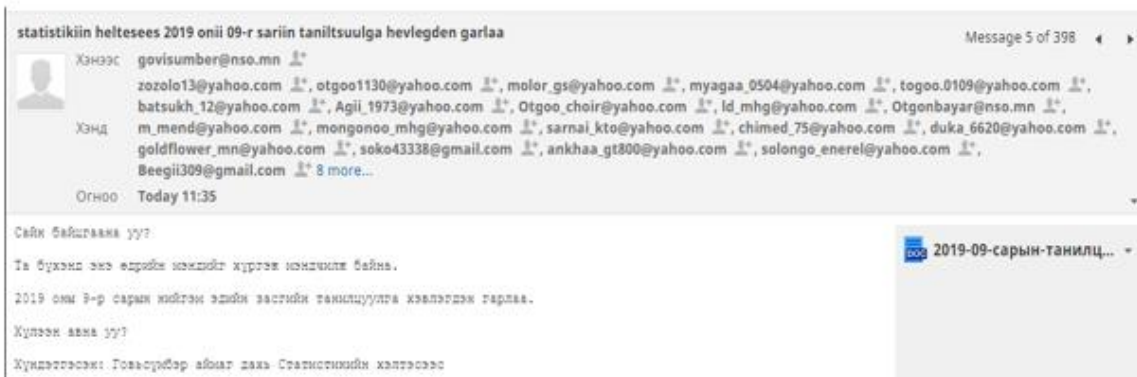 statistikiin heltesees 2019 onii 09-r sariin taniltsuulga hevlegden garlaa
Message 5 of 398
Хэнээс govisumber@nso.mn
zozolo13@yahoo.com, otgoo1130@yahoo.com, molor_gs@yahoo.com, myagaa_0504@yahoo.com, togoo.0109@yahoo.com,
batsukh_12@yahoo.com, Agii_1973@yahoo.com, Otgoo_choir@yahoo.com, ld_mhg@yahoo.com, Otgonbayar@nso.mn,
Хэнд m_mend@yahoo.com, mongonoo_mhg@yahoo.com, sarnai_kto@yahoo.com, chimed_75@yahoo.com, duka_6620@yahoo.com,
goldflower_mn@yahoo.com, soko43338@gmail.com, ankhaa_gt800@yahoo.com, solongo_enerel@yahoo.com,
Beegii309@gmail.com 8 more...
Огноо Today 11:35
Сайн байцгаана уу?
DOC 2019-09-сарын-танилц...
Та бүхэнд энэ өдрийн мэндийг хүргэж мэндчилж байна.
2019 оны 9-р сарын нийгэм эдийн засгийн танилцуулга хэвлэгдэн гарлаа.
Хүлээн авна уу?
Хүндэтгэсэн: Говьсүмбэр аймаг дахь Статистикийн хэлтэсээс